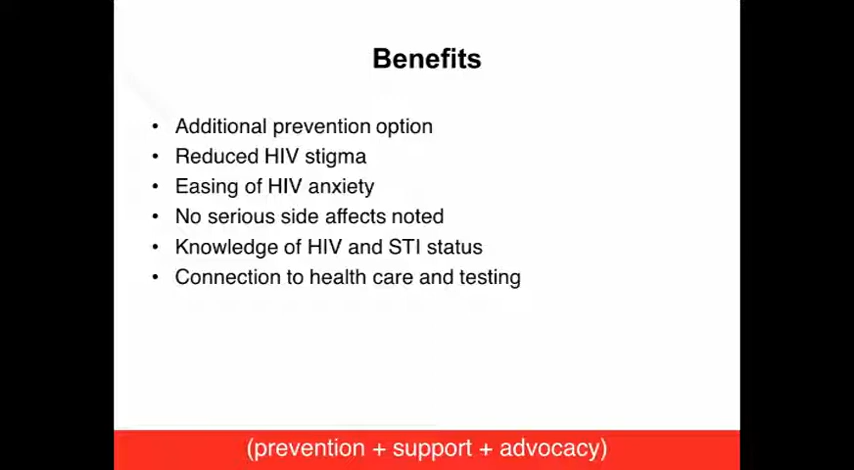 Benefits
• Additional prevention option
• Reduced HIV stigma
• Easing of HIV anxiety
• No serious side affects noted
• Knowledge of HIV and STI status
• Connection to health care and testing
(prevention + support + advocacy)